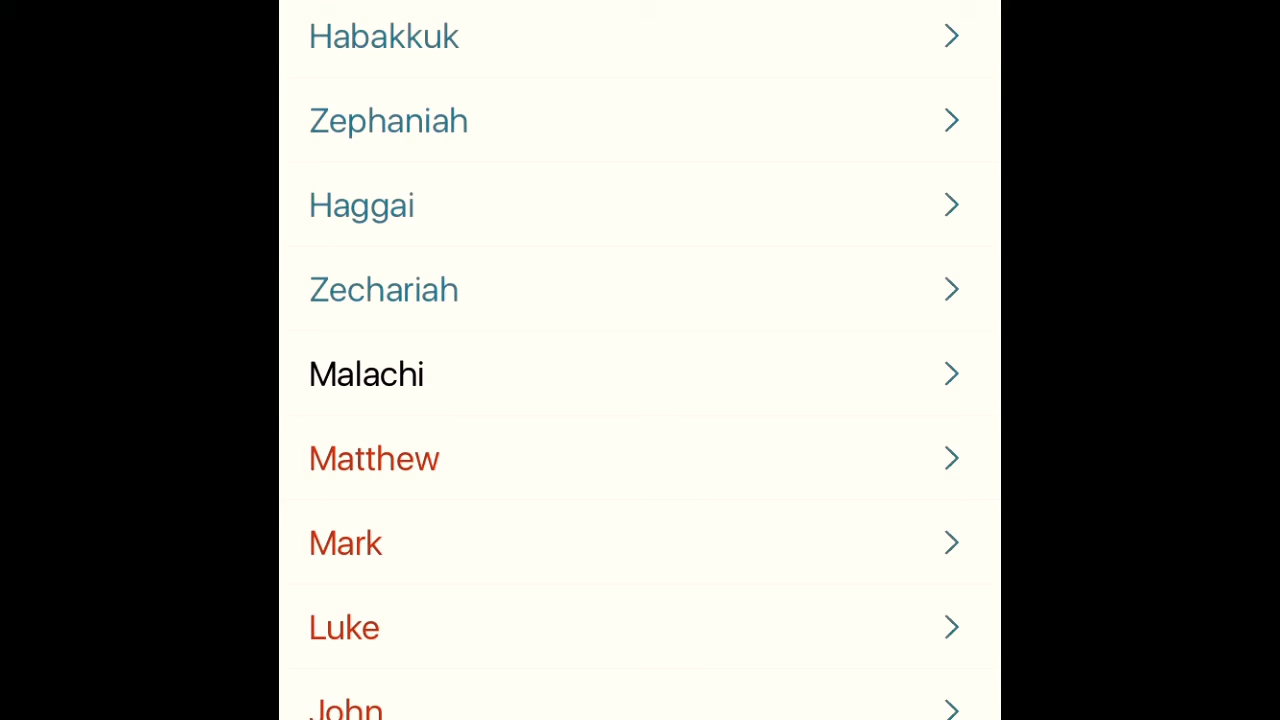 Habakkuk
Zephaniah
Haggai
Zechariah
Malachi
Matthew
Mark
Luke
John